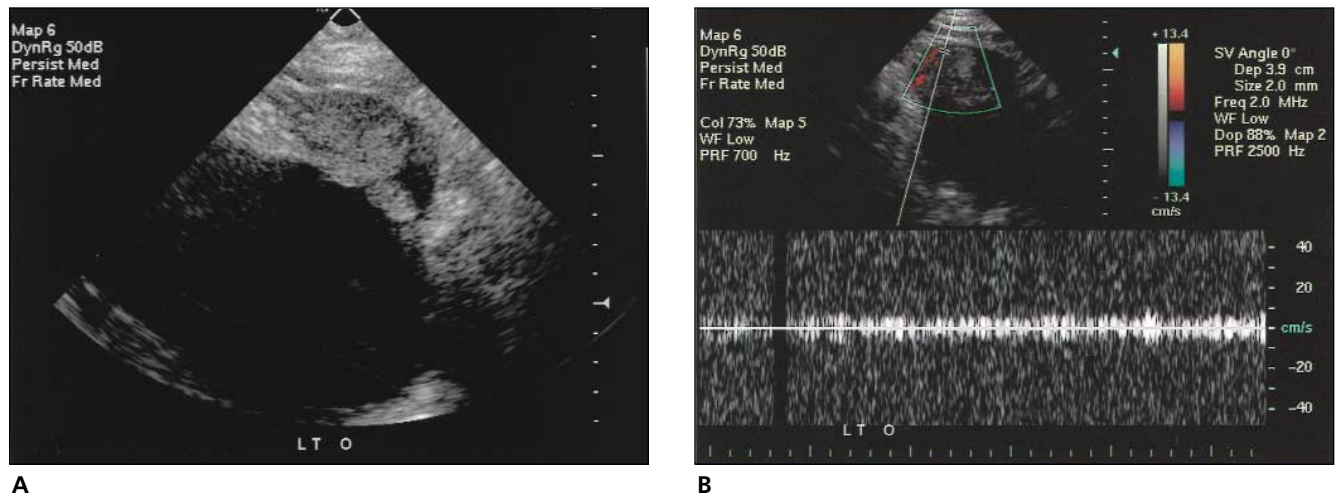 Map 6
DynRg 50dB
Persist Med
Fr Rate Med
LT O
A
Map 6
DynRg 50dB
Persist Med
Fr Rate Med
Col 73% Map 5
WF Low
PRF 700 Hz
+ 13.4
- 13.4
cm/s
SV Angle 0°
Dep 3.9 cm
Size 2.0 mm
Freq 2.0 MHz
WF Low
Dop 88% Map 2
PRF 2500 Hz
40
20
cm/s
-20
-40
LT O
B